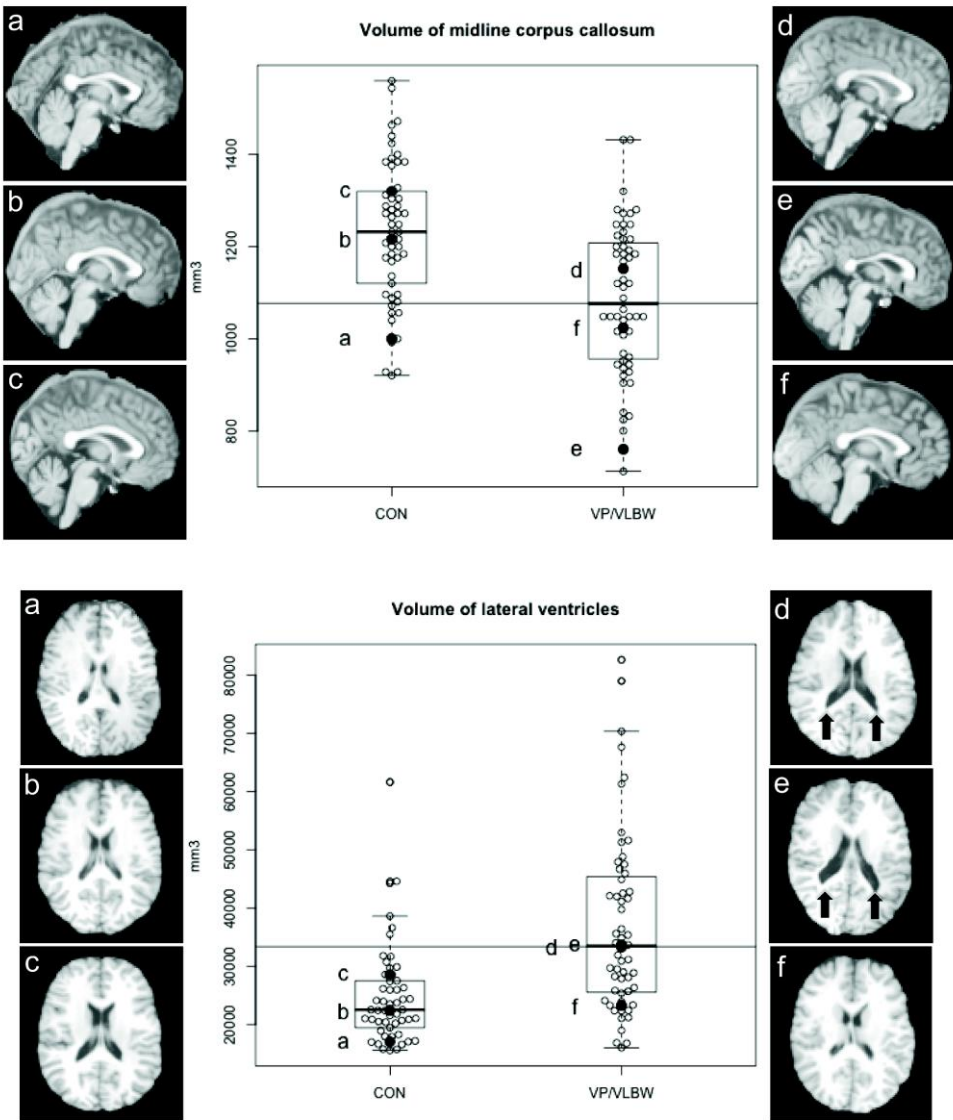 a
Volume of midline corpus callosum
d
b
e
c
f
mm3
1400
1200
1000
800
c
b
a
d
f
e
CON
VP/VLBW
a
Volume of lateral ventricles
d
b
e
c
f
mm3
80000
70000
60000
50000
40000
30000
20000
c
b
a
d e
f
CON
VP/VLBW